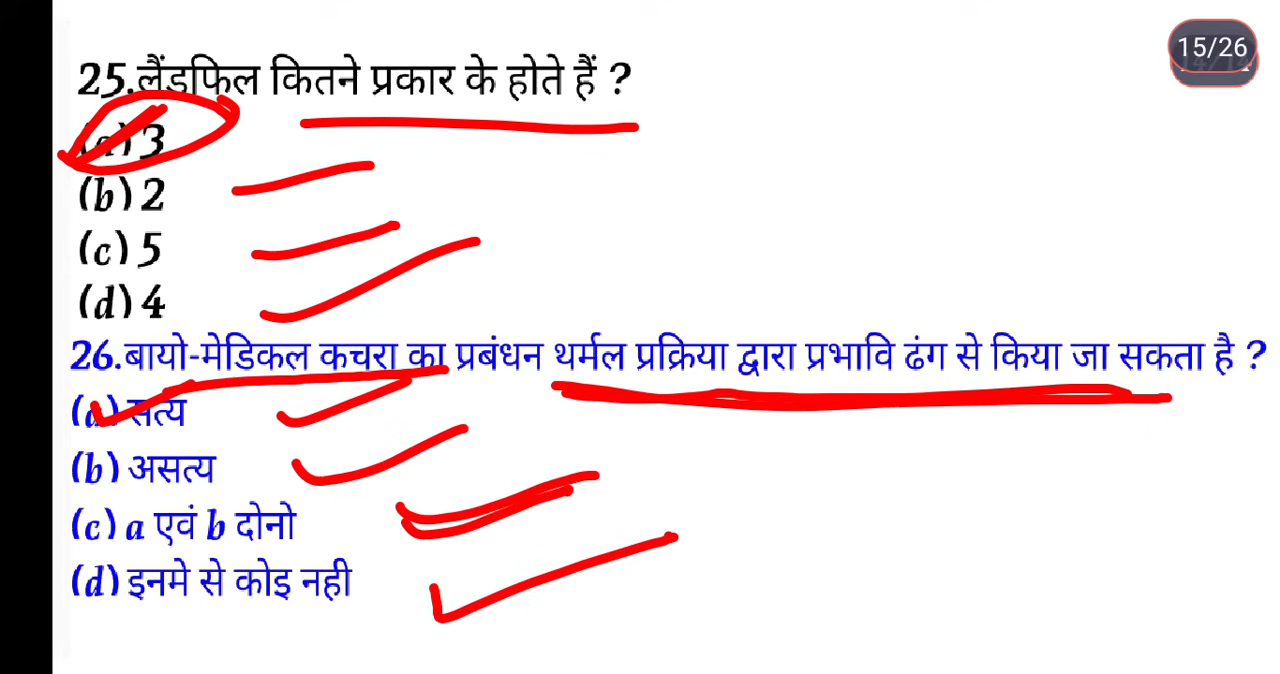 15/26
25.लैंडफिल कितने प्रकार के होते हैं ?
(a) 3
(b) 2
(c) 5
(d) 4
26.बायो-मेडिकल कचरा का प्रबंधन थर्मल प्रक्रिया द्वारा प्रभावि ढंग से किया जा सकता है ?
(a) सत्य
(b) असत्य
(c) a एवं b दोनो
(d) इनमे से कोइ नही